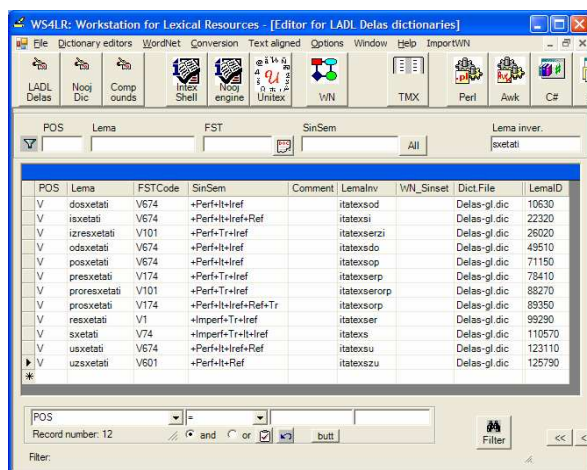 WS4LR: Workstation for Lexical Resources - [Editor for LADL Delas dictionaries]
File Dictionary editors WordNet Conversion Text aligned Options Window Help ImportWN
LADL Delas
Nooj Dic
Comp ounds
Intex Shell
Nooj engine
Unitex
WN
TMX
Perl
Awk
C#
POS Lema FST SinSem Lema inver.
All sxetati
POS Lema FSTCode SinSem Comment LemaInv WN_Sinset Dict.File LemaID
V dosxetati V674 +Perf+It+Iref itatexsod Delas-gl.dic 10630
V isxetati V674 +Perf+It+Iref+Ref itatexsi Delas-gl.dic 22320
V izresxetati V101 +Perf+Tr+Iref itatexserzi Delas-gl.dic 26020
V odsxetati V674 +Perf+It+Iref itatexsdo Delas-gl.dic 49510
V posxetati V674 +Perf+It+Iref itatexsop Delas-gl.dic 71150
V presxetati V174 +Perf+Tr+Iref itatexserp Delas-gl.dic 78410
V proresxetati V101 +Perf+Tr+Iref itatexserorp Delas-gl.dic 88270
V prosxetati V174 +Perf+It+Iref+Ref+Tr itatexsorp Delas-gl.dic 89350
V resxetati V1 +Imperf+Tr+Iref itatexser Delas-gl.dic 99290
V sxetati V74 +Imperf+Tr+It+Iref itatexs Delas-gl.dic 110570
V usxetati V674 +Perf+It+Iref+Ref itatexsu Delas-gl.dic 123110
V uzsxetati V601 +Perf+It+Ref itatexszu Delas-gl.dic 125790
POS =
Record number: 12 and or butt Filter <<
Filter: